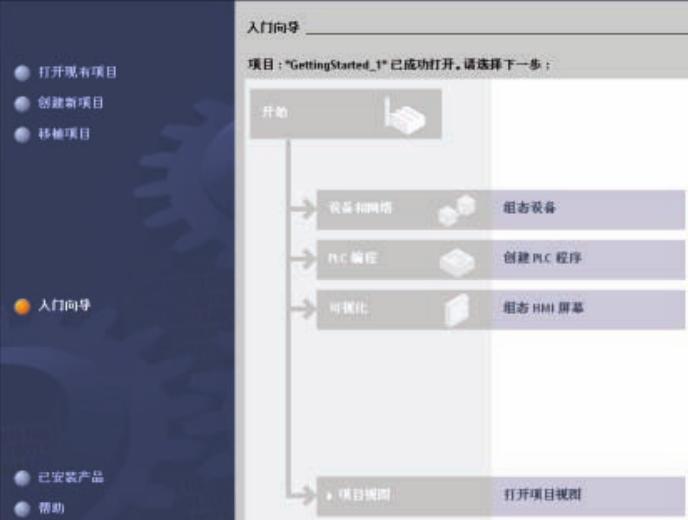 入门向导
项目："GettingStarted_1" 已成功打开。请选择下一步：
打开现有项目
创建新项目
移植项目
入门向导
已安装产品
帮助
开始
设备和网络
组态设备
PLC 编程
创建 PLC 程序
可视化
组态 HMI 屏幕
项目视图
打开项目视图